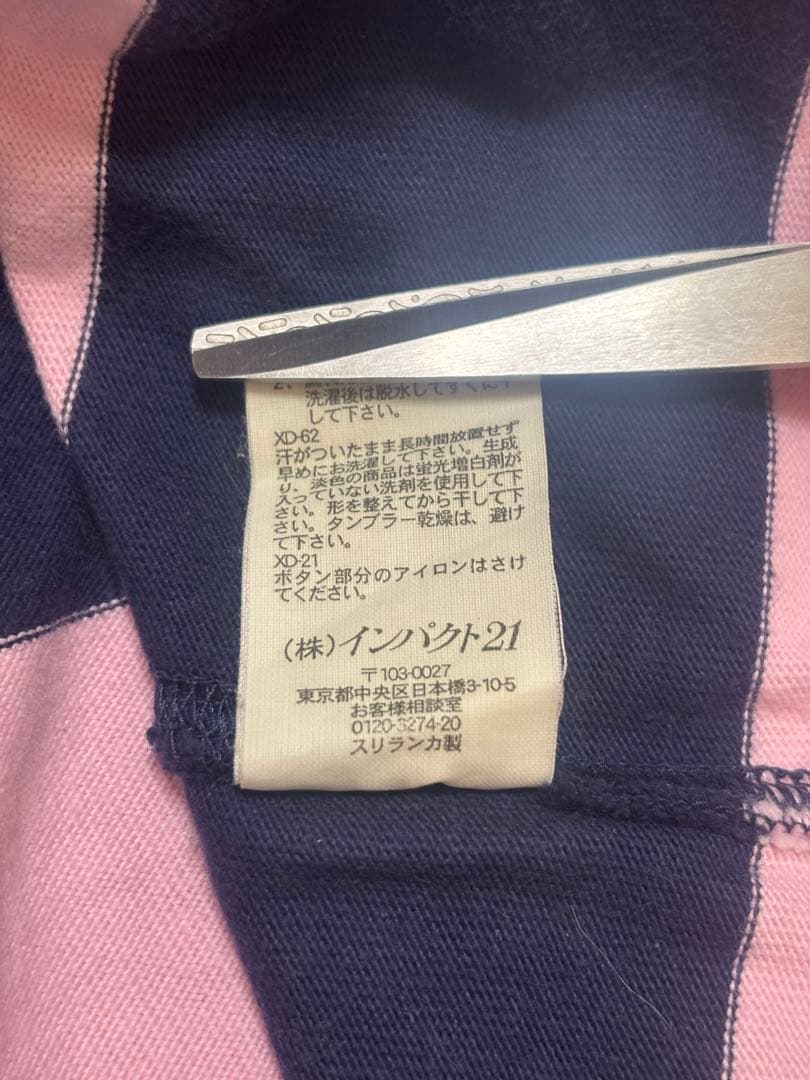 2、
洗濯後は脱水してすぐに干
して下さい。
XD-62
汗がついたまま長時間放置せず
早めにお洗濯して下さい。生成
り、淡色の商品は蛍光増白剤が
入っていない洗剤を使用して下
さい。形を整えてから干して下
さい。タンブラー乾燥は、避け
て下さい。
XD-21
ボタン部分のアイロンはさけ
てください。
(株)インパクト21
〒103-0027
東京都中央区日本橋3-10-5
お客様相談室
0120-3274-20
スリランカ製